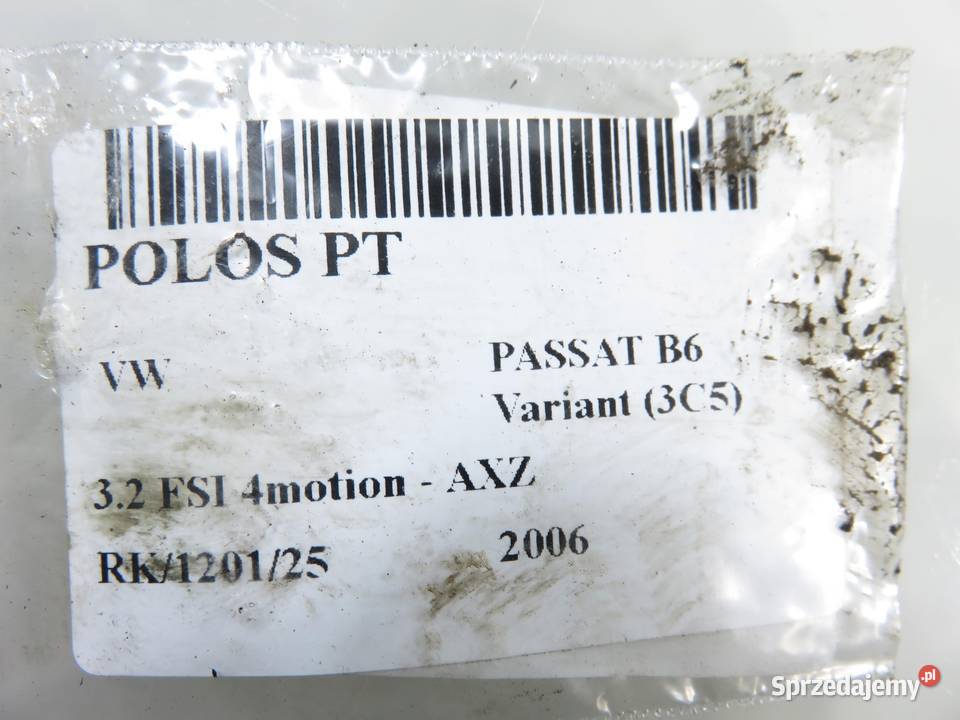 POLOS PT
VW
PASSAT B6
Variant (3C5)
3.2 FSI 4motion - AXZ
RK/1201/25
2006
Sprzedajemy.pl